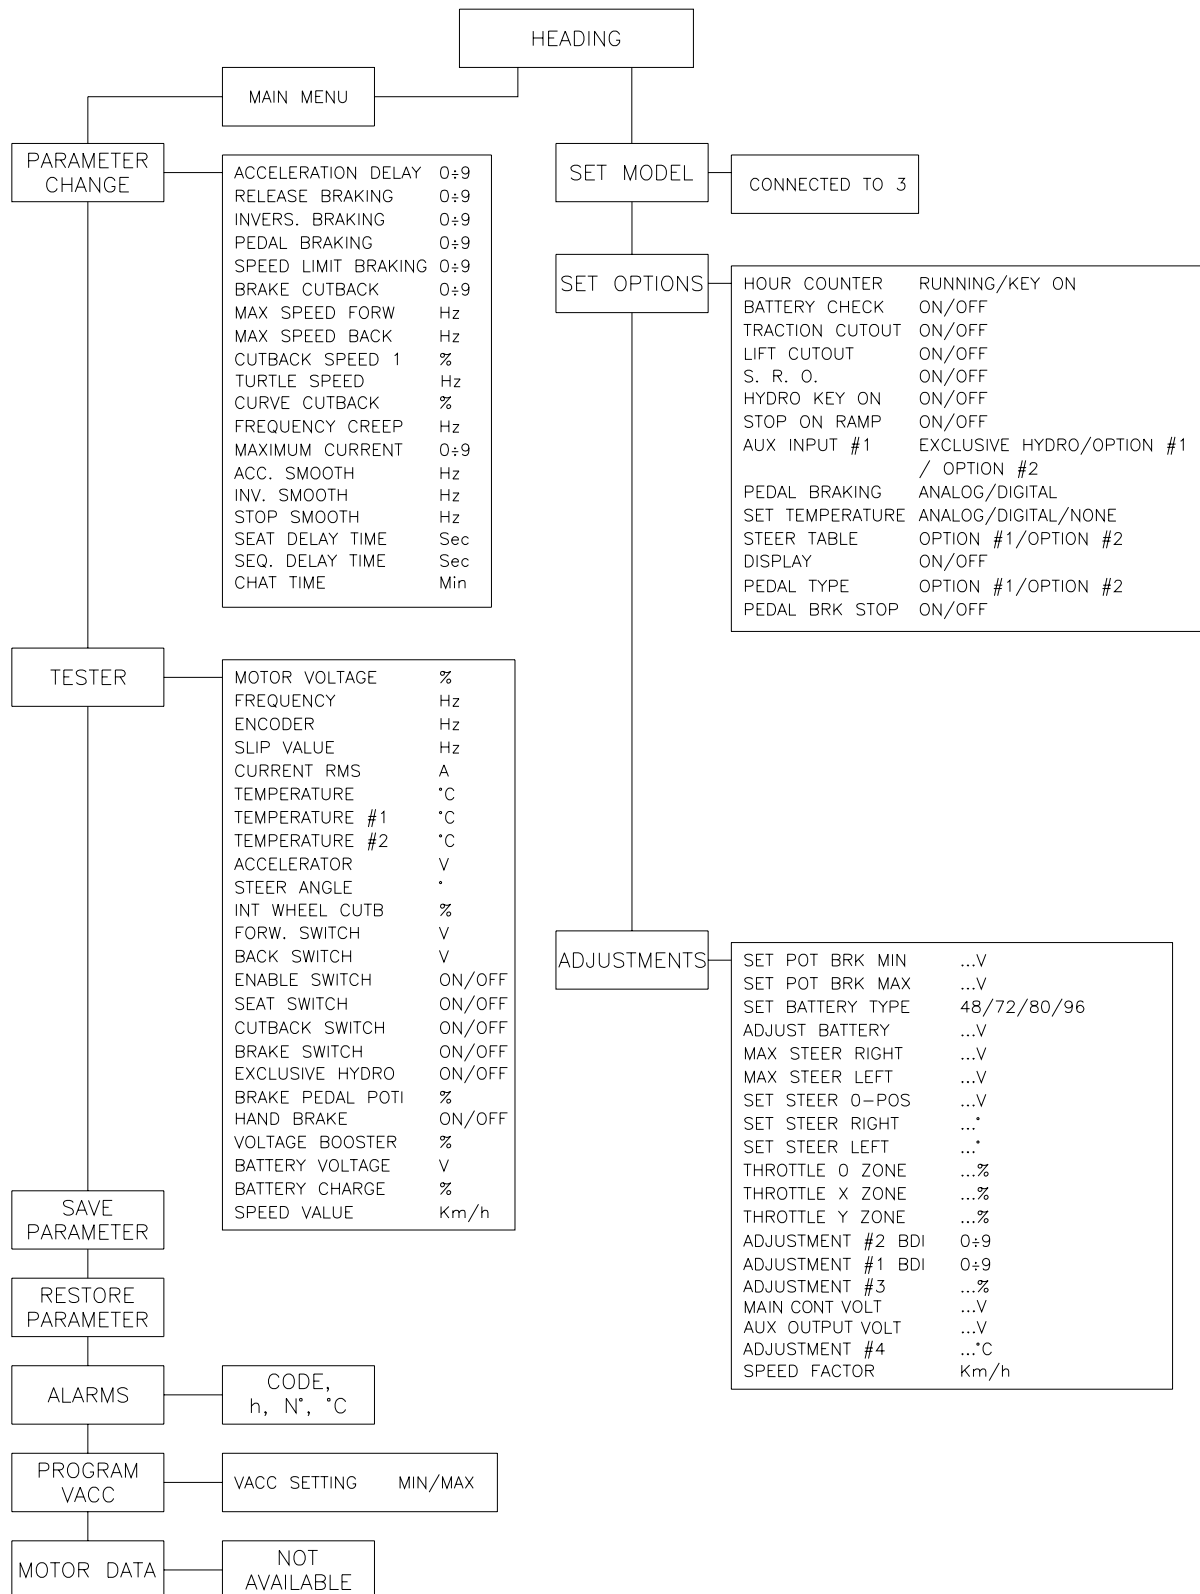 HEADING
MAIN MENU
PARAMETER
CHANGE
ACCELERATION DELAY 0÷9
RELEASE BRAKING 0÷9
INVERS. BRAKING 0÷9
PEDAL BRAKING 0÷9
SPEED LIMIT BRAKING 0÷9
BRAKE CUTBACK 0÷9
MAX SPEED FORW Hz
MAX SPEED BACK Hz
CUTBACK SPEED 1 %
TURTLE SPEED Hz
CURVE CUTBACK %
FREQUENCY CREEP Hz
MAXIMUM CURRENT 0÷9
ACC. SMOOTH Hz
INV. SMOOTH Hz
STOP SMOOTH Hz
SEAT DELAY TIME Sec
SEQ. DELAY TIME Sec
CHAT TIME Min
SET MODEL
CONNECTED TO 3
SET OPTIONS
HOUR COUNTER RUNNING/KEY ON
BATTERY CHECK ON/OFF
TRACTION CUTOUT ON/OFF
LIFT CUTOUT ON/OFF
S. R. O. ON/OFF
HYDRO KEY ON ON/OFF
STOP ON RAMP ON/OFF
AUX INPUT #1 EXCLUSIVE HYDRO/OPTION #1
/ OPTION #2
PEDAL BRAKING ANALOG/DIGITAL
SET TEMPERATURE ANALOG/DIGITAL/NONE
STEER TABLE OPTION #1/OPTION #2
DISPLAY ON/OFF
PEDAL TYPE OPTION #1/OPTION #2
PEDAL BRK STOP ON/OFF
TESTER
MOTOR VOLTAGE %
FREQUENCY Hz
ENCODER Hz
SLIP VALUE Hz
CURRENT RMS A
TEMPERATURE °C
TEMPERATURE #1 °C
TEMPERATURE #2 °C
ACCELERATOR V
STEER ANGLE °
INT WHEEL CUTB %
FORW. SWITCH V
BACK SWITCH V
ENABLE SWITCH ON/OFF
SEAT SWITCH ON/OFF
CUTBACK SWITCH ON/OFF
BRAKE SWITCH ON/OFF
EXCLUSIVE HYDRO ON/OFF
BRAKE PEDAL POTI %
HAND BRAKE ON/OFF
VOLTAGE BOOSTER %
BATTERY VOLTAGE V
BATTERY CHARGE %
SPEED VALUE Km/h
ADJUSTMENTS
SET POT BRK MIN ...V
SET POT BRK MAX ...V
SET BATTERY TYPE 48/72/80/96
ADJUST BATTERY ...V
MAX STEER RIGHT ...V
MAX STEER LEFT ...V
SET STEER 0-POS ...V
SET STEER RIGHT ...°
SET STEER LEFT ...°
THROTTLE 0 ZONE ...%
THROTTLE X ZONE ...%
THROTTLE Y ZONE ...%
ADJUSTMENT #2 BDI 0÷9
ADJUSTMENT #1 BDI 0÷9
ADJUSTMENT #3 ...%
MAIN CONT VOLT ...V
AUX OUTPUT VOLT ...V
ADJUSTMENT #4 ...°C
SPEED FACTOR Km/h
SAVE
PARAMETER
RESTORE
PARAMETER
ALARMS
CODE,
h, N°, °C
PROGRAM
VACC
VACC SETTING MIN/MAX
MOTOR DATA
NOT
AVAILABLE